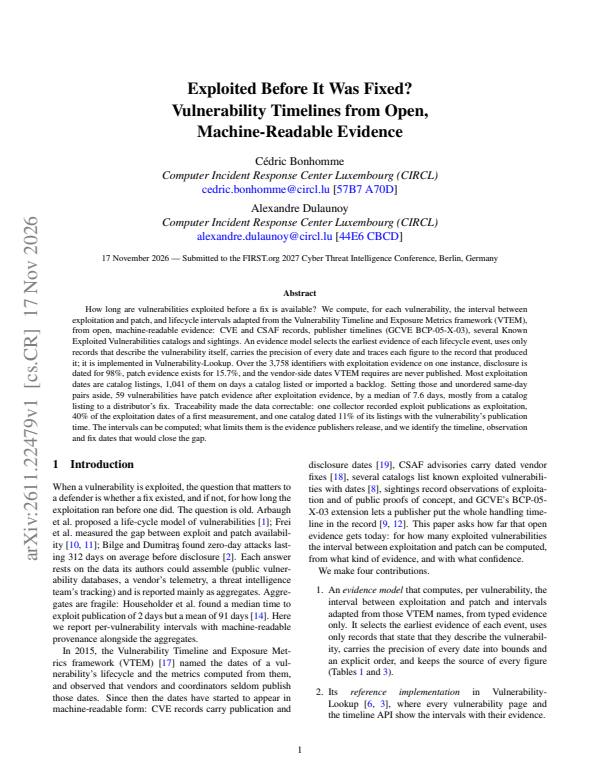 Exploited Before It Was Fixed?
Vulnerability Timelines from Open,
Machine-Readable Evidence
Cédric Bonhomme
Computer Incident Response Center Luxembourg (CIRCL)
cedric.bonhomme@circl.lu [57B7 A70D]
Alexandre Dulaunoy
Computer Incident Response Center Luxembourg (CIRCL)
alexandre.dulaunoy@circl.lu [44E6 CBCD]
17 November 2026 — Submitted to the FIRST.org 2027 Cyber Threat Intelligence Conference, Berlin, Germany
arXiv:2611.22479v1 [cs.CR] 17 Nov 2026
Abstract
How long are vulnerabilities exploited before a fix is available? We compute, for each vulnerability, the interval between
exploitation and patch, and lifecycle intervals adapted from the Vulnerability Timeline and Exposure Metrics framework (VTEM),
from open, machine-readable evidence: CVE and CSAF records, publisher timelines (GCVE BCP-05-X-03), several Known
Exploited Vulnerabilities catalogs and sightings. An evidence model selects the earliest evidence of each lifecycle event, uses only
records that describe the vulnerability itself, carries the precision of every date and traces each figure to the record that produced
it; it is implemented in Vulnerability-Lookup. Over the 3,758 identifiers with exploitation evidence on one instance, disclosure is
dated for 98%, patch evidence exists for 15.7%, and the vendor-side dates VTEM requires are never published. Most exploitation
dates are catalog listings, 1,041 of them on days a catalog listed or imported a backlog. Setting those and unordered same-day
pairs aside, 59 vulnerabilities have patch evidence after exploitation evidence, by a median of 7.6 days, mostly from a catalog
listing to a distributor's fix. Traceability made the data correctable: one collector recorded exploit publications as exploitation,
40% of the exploitation dates of a first measurement, and one catalog dated 11% of its listings with the vulnerability's publication
time. The intervals can be computed; what limits them is the evidence publishers release, and we identify the timeline, observation
and fix dates that would close the gap.
1 Introduction
When a vulnerability is exploited, the question that matters to
a defender is whether a fix existed, and if not, for how long the
exploitation ran before one did. The question is old. Arbaugh
et al. proposed a life-cycle model of vulnerabilities [1]; Frei
et al. measured the gap between exploit and patch availabil-
ity [10, 11]; Bilge and Dumitraş found zero-day attacks last-
ing 312 days on average before disclosure [2]. Each answer
rests on the data its authors could assemble (public vulner-
ability databases, a vendor's telemetry, a threat intelligence
team's tracking) and is reported mainly as aggregates. Aggre-
gates are fragile: Householder et al. found a median time to
exploit publication of 2 days but a mean of 91 days [14]. Here
we report per-vulnerability intervals with machine-readable
provenance alongside the aggregates.
In 2015, the Vulnerability Timeline and Exposure Met-
rics framework (VTEM) [17] named the dates of a vul-
nerability's lifecycle and the metrics computed from them,
and observed that vendors and coordinators seldom publish
those dates. Since then the dates have started to appear in
machine-readable form: CVE records carry publication and
disclosure dates [19], CSAF advisories carry dated vendor
fixes [18], several catalogs list known exploited vulnerabili-
ties with dates [8], sightings record observations of exploita-
tion and of public proofs of concept, and GCVE's BCP-05-
X-03 extension lets a publisher put the whole handling time-
line in the record [9, 12]. This paper asks how far that open
evidence gets today: for how many exploited vulnerabilities
the interval between exploitation and patch can be computed,
from what kind of evidence, and with what confidence.
We make four contributions.
1. An evidence model that computes, per vulnerability, the
interval between exploitation and patch and intervals
adapted from those VTEM names, from typed evidence
only. It selects the earliest evidence of each event, uses
only records that state that they describe the vulnerabil-
ity, carries the precision of every date into bounds and
an explicit order, and keeps the source of every figure
(Tables 1 and 3).
2. Its reference implementation in Vulnerability-
Lookup [6, 3], where every vulnerability page and
the timeline API show the intervals with their evidence.
1